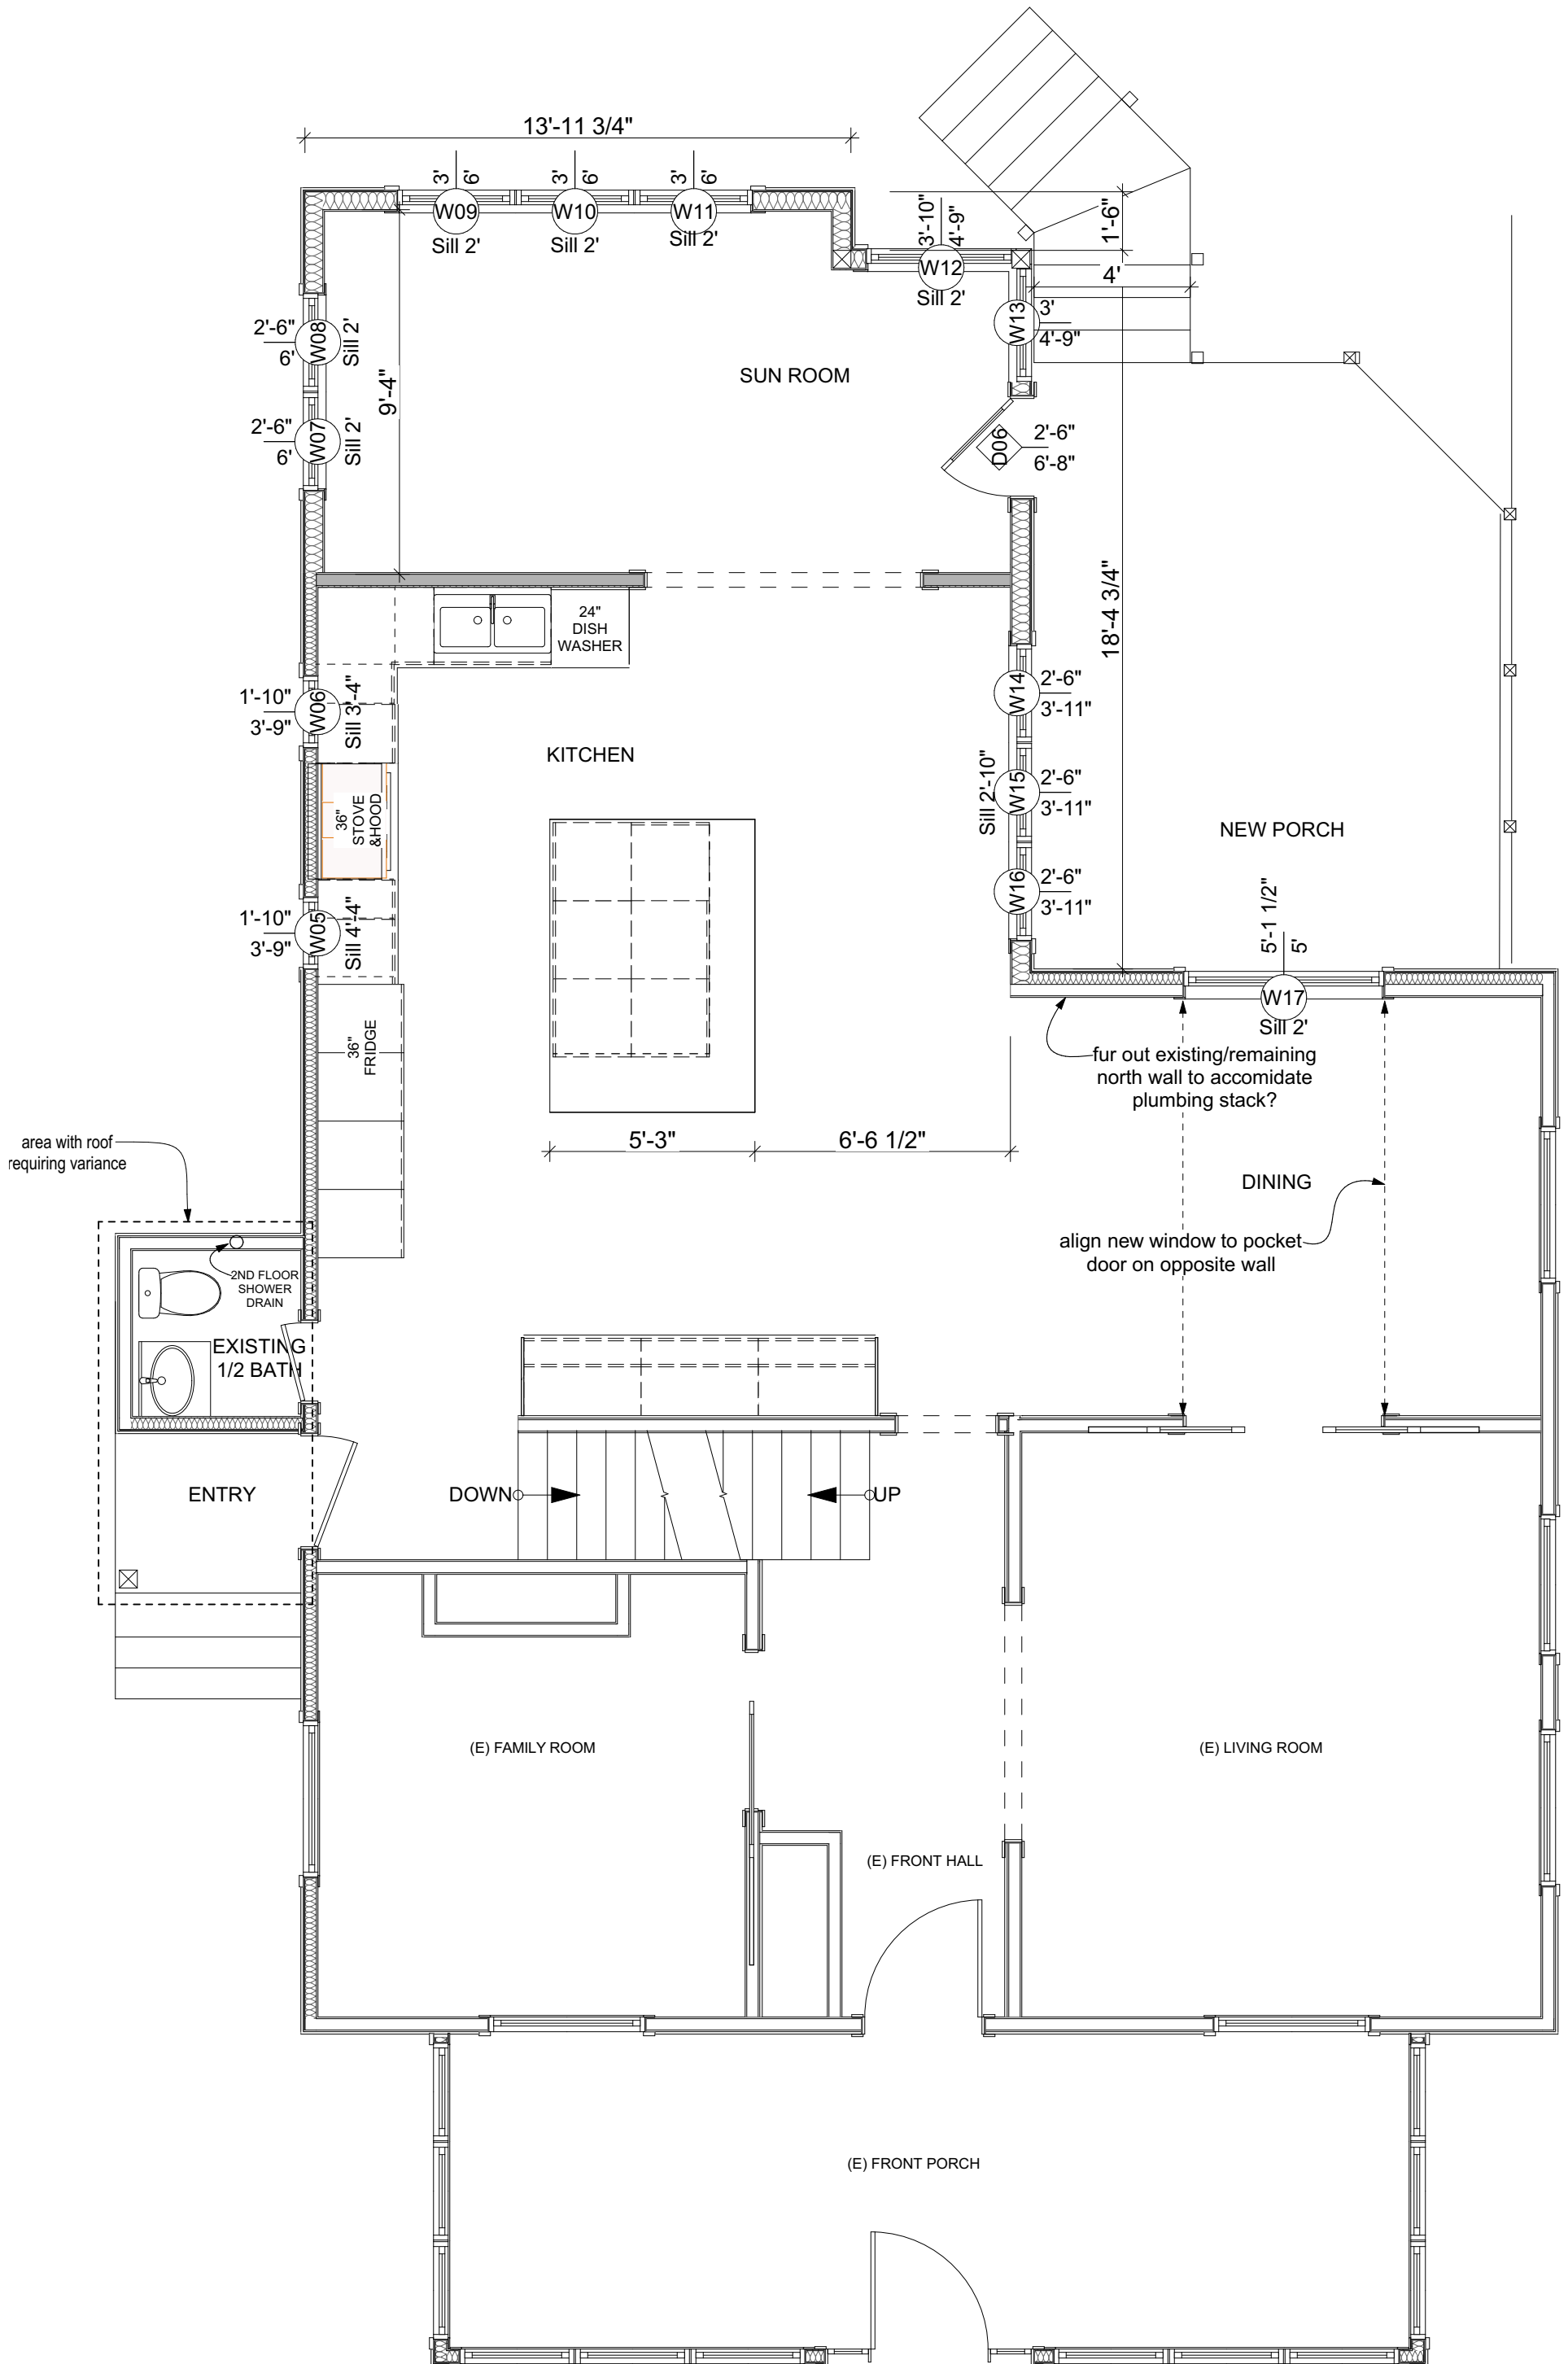 13'-11 3/4"
3'
6'
W09
Sill 2'
3'
6'
W10
Sill 2'
3'
6'
W11
Sill 2'
3'-10"
4'-9"
W12
Sill 2'
1'-6"
4'
W13
3'
4'-9"
2'-6"
6'
W08
Sill 2'
9'-4"
SUN ROOM
2'-6"
6'
W07
Sill 2'
D06
2'-6"
6'-8"
18'-4 3/4"
24"
DISH
WASHER
1'-10"
3'-9"
W06
Sill 3'-4"
KITCHEN
W14
2'-6"
3'-11"
36"
STOVE
&HOOD
Sill 2'-10"
W15
2'-6"
3'-11"
NEW PORCH
W16
2'-6"
3'-11"
1'-10"
3'-9"
W05
Sill 4'-4"
5'-1 1/2"
5'
W17
Sill 2'
36"
FRIDGE
fur out existing/remaining
north wall to accomidate
plumbing stack?
5'-3"
6'-6 1/2"
area with roof
requiring variance
DINING
align new window to pocket
door on opposite wall
2ND FLOOR
SHOWER
DRAIN
EXISTING
1/2 BATH
ENTRY
DOWN
UP
(E) FAMILY ROOM
(E) LIVING ROOM
(E) FRONT HALL
(E) FRONT PORCH